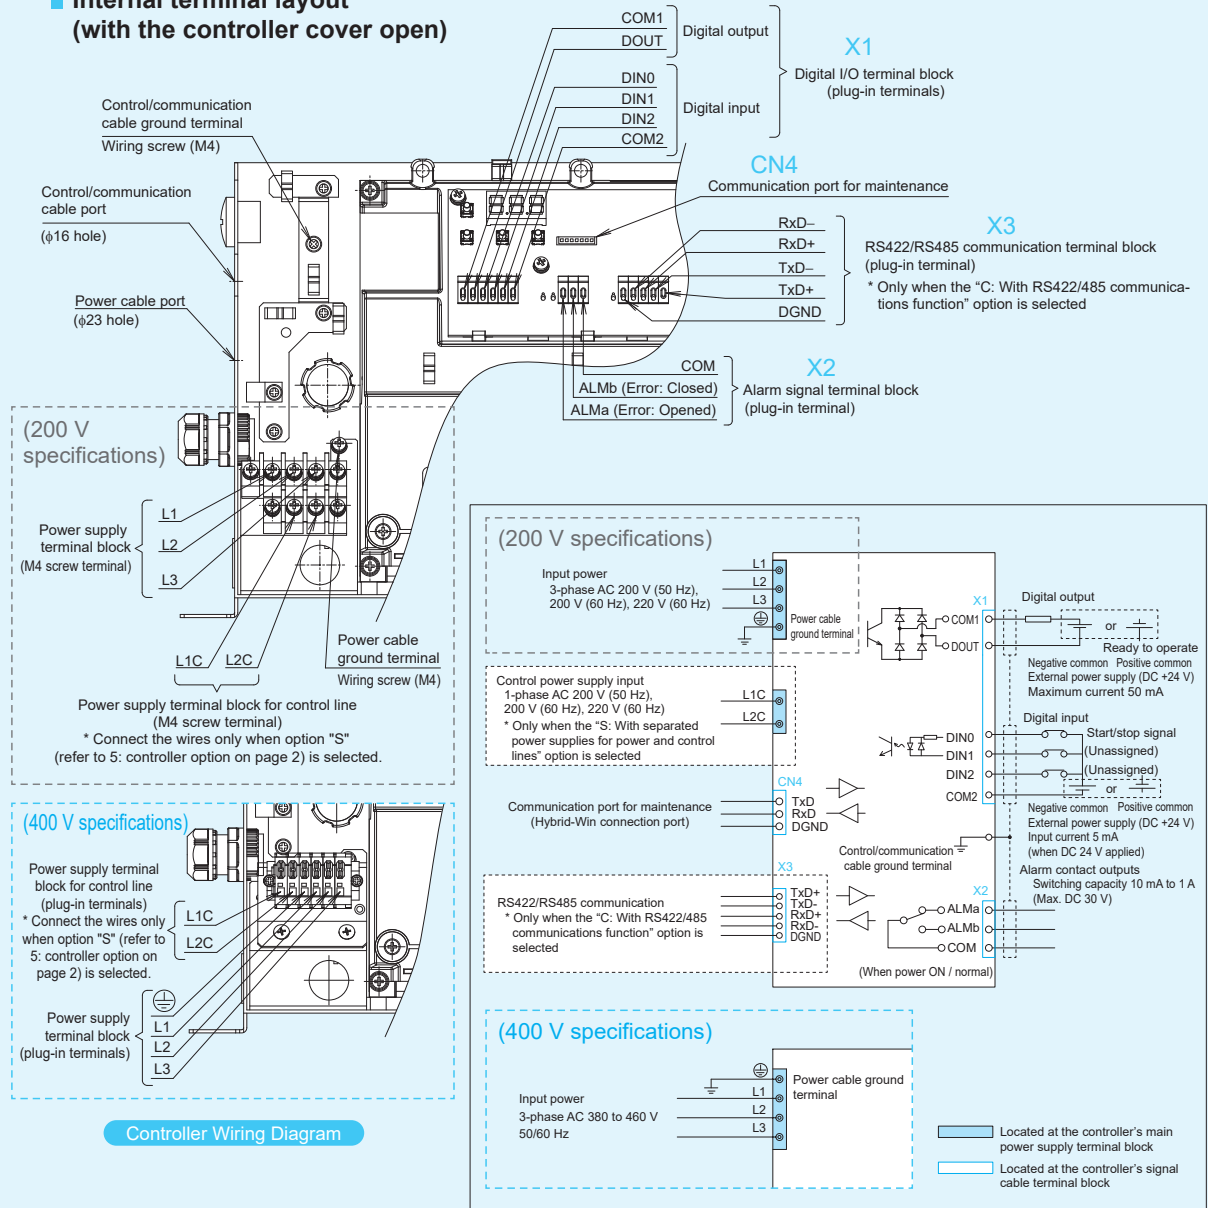 Internal terminal layout
(with the controller cover open)
COM1
DOUT
Digital output
DIN0
DIN1
DIN2
COM2
Digital input
X1
Digital I/O terminal block
(plug-in terminals)
Control/communication
cable ground terminal
Wiring screw (M4)
Control/communication
cable port
(ϕ16 hole)
Power cable port
(ϕ23 hole)
CN4
Communication port for maintenance
RxD–
RxD+
TxD–
TxD+
DGND
X3
RS422/RS485 communication terminal block
(plug-in terminal)
* Only when the “C: With RS422/485 communica-
tions function” option is selected
COM
ALMb (Error: Closed)
ALMa (Error: Opened)
X2
Alarm signal terminal block
(plug-in terminal)
(200 V
specifications)
L1
L2
L3
Power supply
terminal block
(M4 screw terminal)
L1C
L2C
Power cable
ground terminal
Wiring screw (M4)
Power supply terminal block for control line
(M4 screw terminal)
* Connect the wires only when option "S"
(refer to 5: controller option on page 2) is selected.
(400 V specifications)
Power supply terminal
block for control line
(plug-in terminals)
* Connect the wires only
when option "S" (refer to
5: controller option on
page 2) is selected.
L1C
L2C
Power supply
terminal block
(plug-in terminals)
L1
L2
L3
Controller Wiring Diagram
(200 V specifications)
Input power
3-phase AC 200 V (50 Hz),
200 V (60 Hz), 220 V (60 Hz)
L1
L2
L3
Power cable
ground terminal
Control power supply input
1-phase AC 200 V (50 Hz),
200 V (60 Hz), 220 V (60 Hz)
* Only when the “S: With separated
power supplies for power and control
lines” option is selected
L1C
L2C
CN4
Communication port for maintenance
(Hybrid-Win connection port)
TxD
RxD
DGND
X3
RS422/RS485 communication
* Only when the “C: With RS422/485
communications function” option is
selected
TxD+
TxD-
RxD+
RxD-
DGND
X1
COM1
DOUT
Digital output
or
Ready to operate
Negative common Positive common
External power supply (DC +24 V)
Maximum current 50 mA
Digital input
DIN0
DIN1
DIN2
COM2
Start/stop signal
(Unassigned)
(Unassigned)
or
Negative common Positive common
External power supply (DC +24 V)
Input current 5 mA
(when DC 24 V applied)
Control/communication
cable ground terminal
Alarm contact outputs
Switching capacity 10 mA to 1 A
(Max. DC 30 V)
X2
ALMa
ALMb
COM
(When power ON / normal)
(400 V specifications)
Input power
3-phase AC 380 to 460 V
50/60 Hz
L1
L2
L3
Power cable ground
terminal
Located at the controller’s main
power supply terminal block
Located at the controller’s signal
cable terminal block